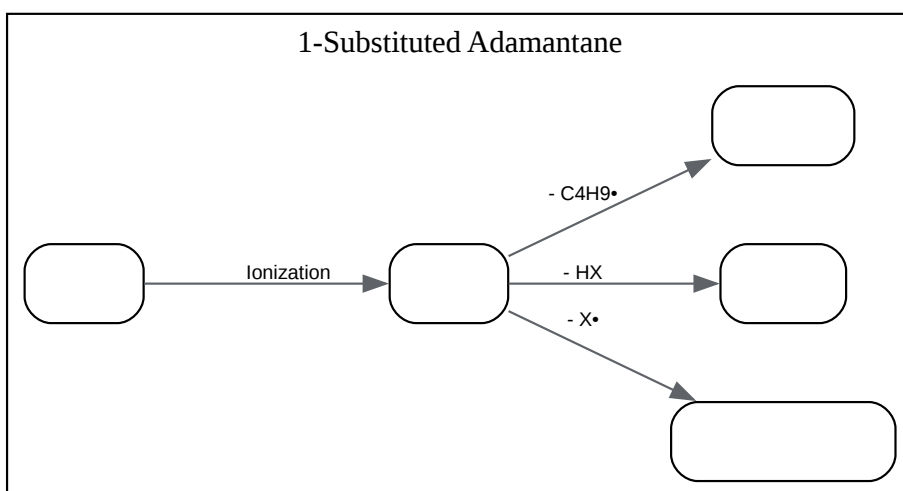 1-Substituted Adamantane
- C4H9•
Ionization
- HX
- X•